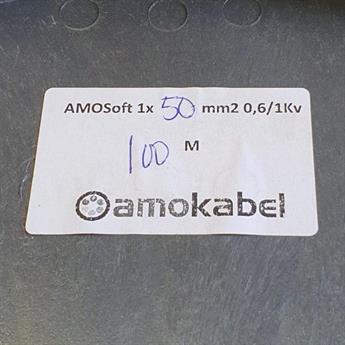 AMOSoft 1x 50 mm2 0,6/1Kv
100 M
amokabel